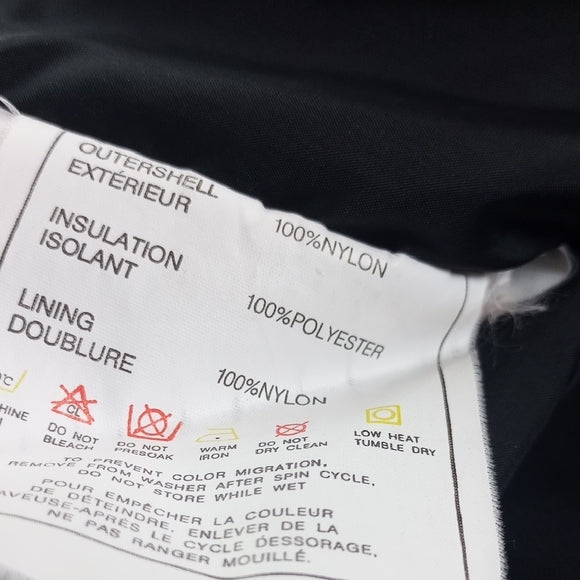 OUTERSHELL
EXTÉRIEUR
100%NYLON
INSULATION
ISOLANT
100%POLYESTER
LINING
DOUBLURE
100%NYLON
°C
CL
DO NOT
BLEACH
DO NOT
PRESOAK
WARM
IRON
DO NOT
DRY CLEAN
LOW HEAT
TUMBLE DRY
TO PREVENT COLOR MIGRATION,
REMOVE FROM WASHER AFTER SPIN CYCLE,
DO NOT STORE WHILE WET
POUR EMPÊCHER LA COULEUR
DE DÉTEINDRE, ENLEVER DE LA
AVEUSE-APRÈS LE CYCLE D'ESSORAGE,
NE PAS RANGER MOUILLÉ.